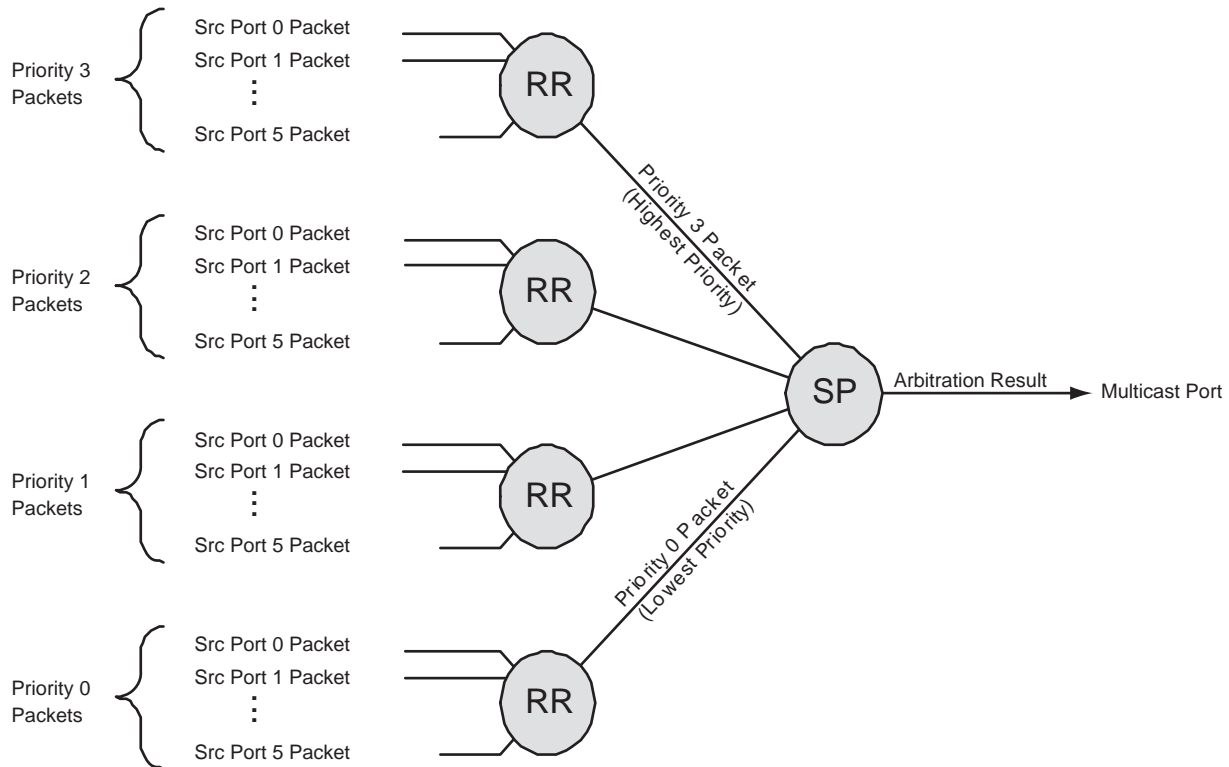 Priority 3
Packets
Src Port 0 Packet
Src Port 1 Packet
Src Port 5 Packet
RR
Priority 3 Packet
(Highest Priority)
Priority 2
Packets
Src Port 0 Packet
Src Port 1 Packet
Src Port 5 Packet
RR
SP
Arbitration Result
Multicast Port
Priority 1
Packets
Src Port 0 Packet
Src Port 1 Packet
Src Port 5 Packet
RR
Priority 0 Packet
(Lowest Priority)
Priority 0
Packets
Src Port 0 Packet
Src Port 1 Packet
Src Port 5 Packet
RR